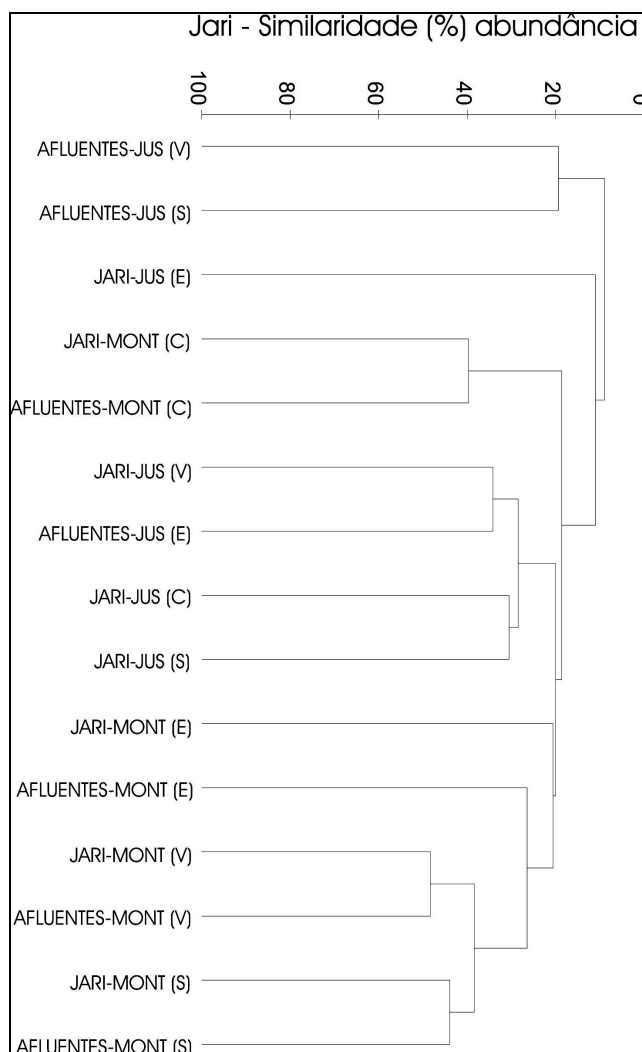 Jari - Similaridade (%) abundância
100 80 60 40 20 0
AFLUENTES-JUS (V)
AFLUENTES-JUS (S)
JARI-JUS (E)
JARI-MONT (C)
AFLUENTES-MONT (C)
JARI-JUS (V)
AFLUENTES-JUS (E)
JARI-JUS (C)
JARI-JUS (S)
JARI-MONT (E)
AFLUENTES-MONT (E)
JARI-MONT (V)
AFLUENTES-MONT (V)
JARI-MONT (S)
AFLUENTES-MONT (S)